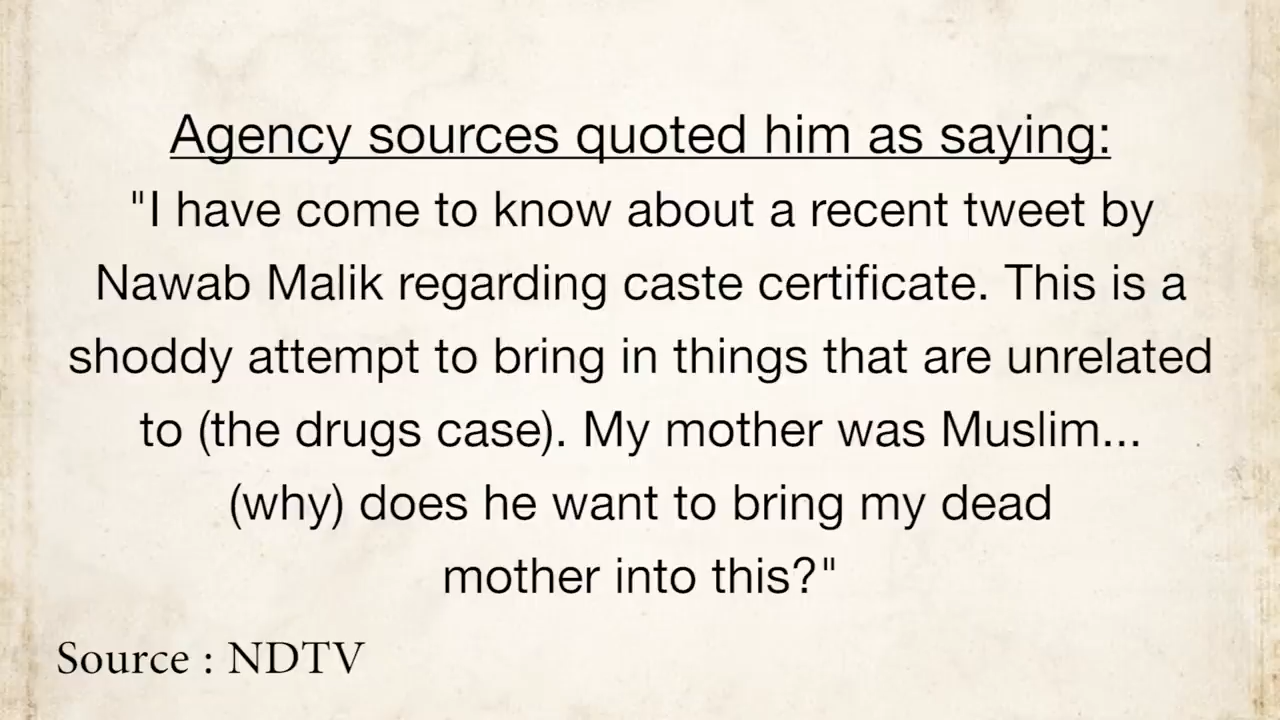 Agency sources quoted him as saying:
"I have come to know about a recent tweet by
Nawab Malik regarding caste certificate. This is a
shoddy attempt to bring in things that are unrelated
to (the drugs case). My mother was Muslim...
(why) does he want to bring my dead
mother into this?"
Source : NDTV